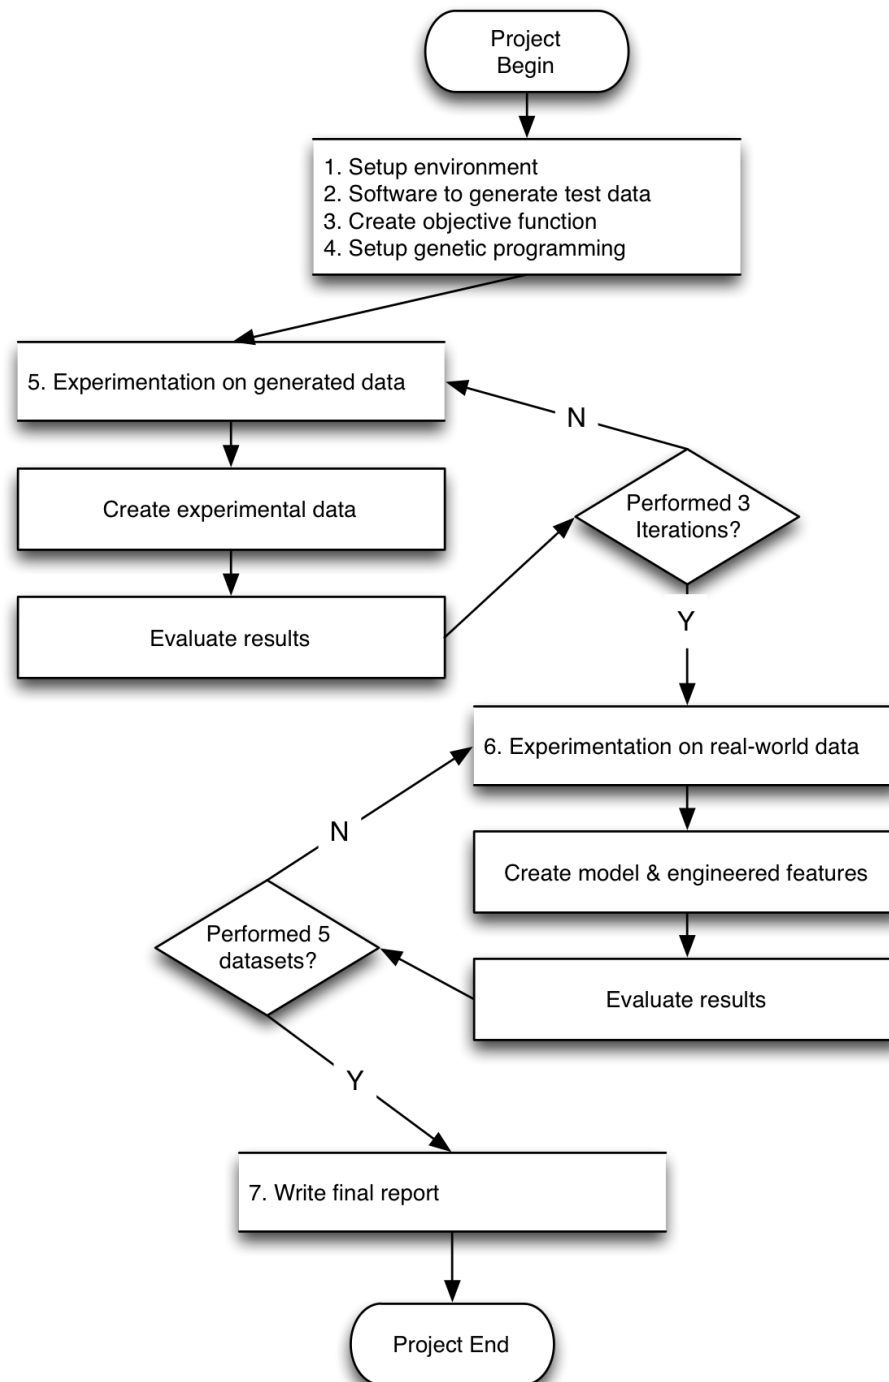 Project
Begin
1. Setup environment
2. Software to generate test data
3. Create objective function
4. Setup genetic programming
5. Experimentation on generated data
N
Create experimental data
Performed 3
Iterations?
Evaluate results
Y
6. Experimentation on real-world data
N
Create model & engineered features
Performed 5
datasets?
Evaluate results
Y
7. Write final report
Project End